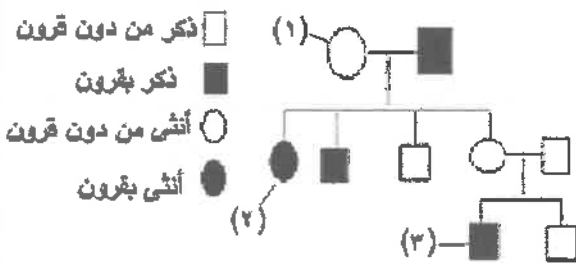 ذكر من دون قرون
ذكر بقرون
أنثى من دون قرون
أنثى بقرون
(١)
(٢)
(٣)